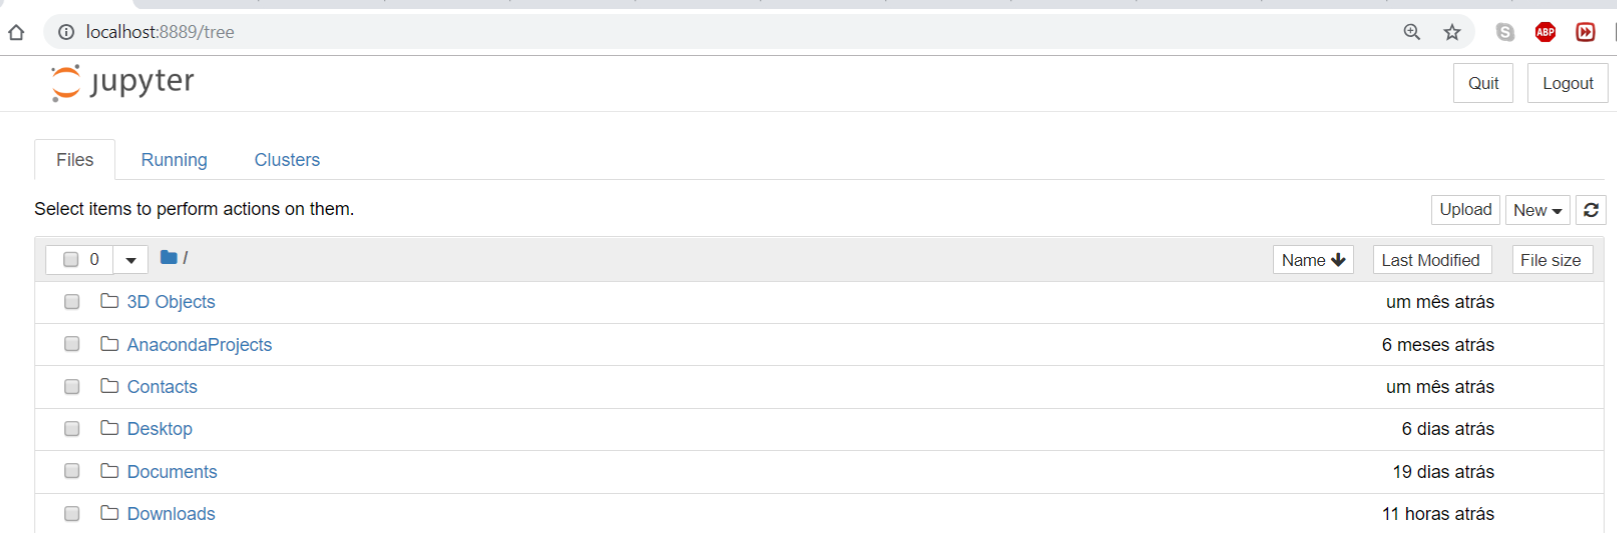 localhost:8889/tree
S ABP
jupyter Quit Logout
Files Running Clusters
Select items to perform actions on them. Upload New
0 / Name Last Modified File size
3D Objects um mês atrás
AnacondaProjects 6 meses atrás
Contacts um mês atrás
Desktop 6 dias atrás
Documents 19 dias atrás
Downloads 11 horas atrás